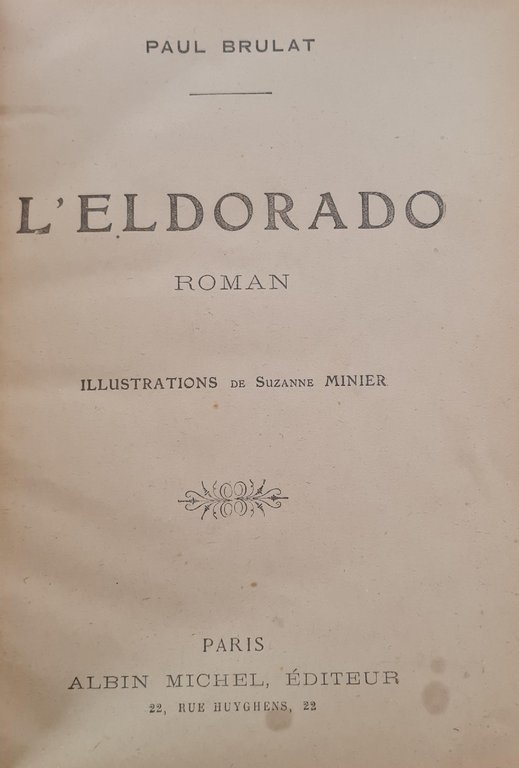 PAUL BRULAT
L'ELDORADO
ROMAN
ILLUSTRATIONS DE SUZANNE MINIER
PARIS
ALBIN MICHEL, ÉDITEUR
22, RUE HUYGHENS, 22